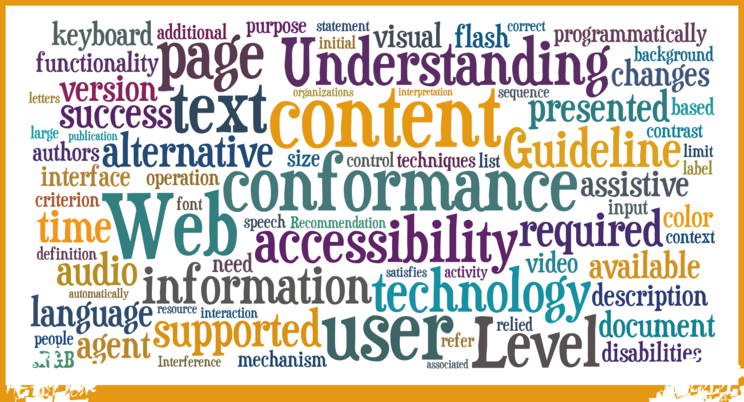 keyboard additional purpose statement initial visual flash correct programmatically
functionality page Understanding background changes
letters version success text organizations interpretation sequence content presented based
large publication authors alternative size control techniques list Guideline contrast limit label
interface operation conformance assistive
criterion font input color
time Web speech Recommendation accessibility required context
definition audio need satisfies activity video available
automatically information technology description
language resource interaction supported user relied document
people agent Interference mechanism refer associated Level disabilities